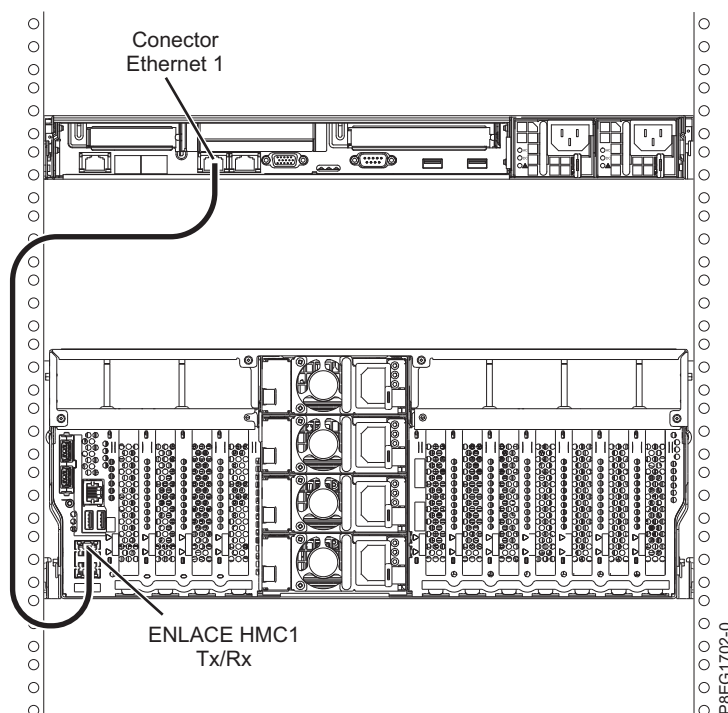 Conector
Ethernet 1
ENLACE HMC1
Tx/Rx
P8EG1702-0